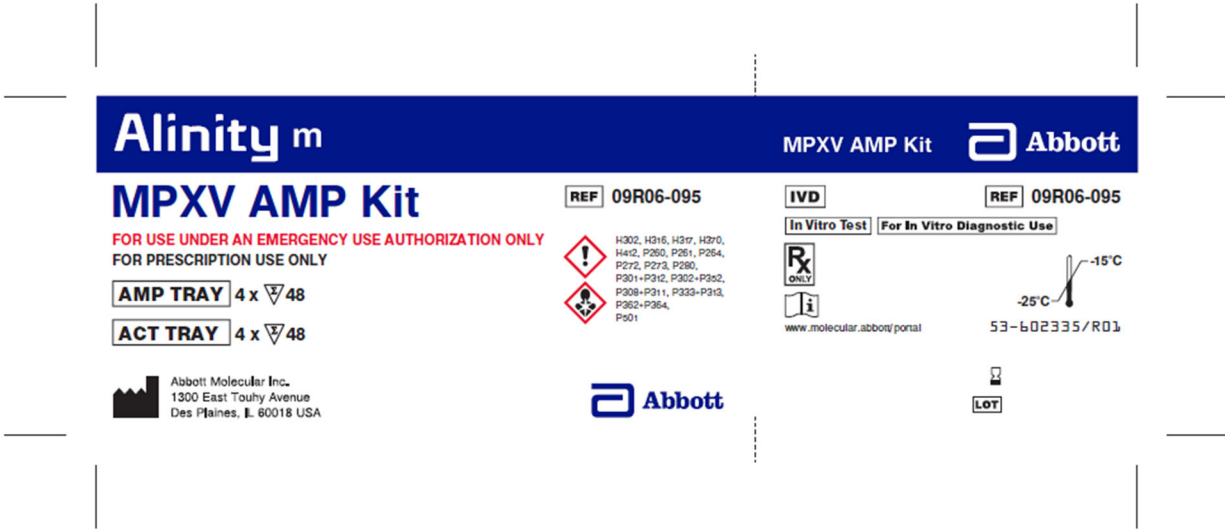 Alinity m
MPXV AMP Kit
Abbott
MPXV AMP Kit
FOR USE UNDER AN EMERGENCY USE AUTHORIZATION ONLY
FOR PRESCRIPTION USE ONLY
AMP TRAY 4 x Σ 48
ACT TRAY 4 x Σ 48
Abbott Molecular Inc.
1300 East Touhy Avenue
Des Plaines, IL 60018 USA
REF 09R06-095
H302, H316, H317, H370,
H412, P260, P261, P264,
P272, P273, P280,
P301+P312, P302+P352,
P308+P311, P333+P313,
P362+P364,
P501
Abbott
IVD
REF 09R06-095
In Vitro Test For In Vitro Diagnostic Use
Rx
ONLY
i
www.molecular.abbott/portal
-15°C
-25°C
53-602335/R01
LOT